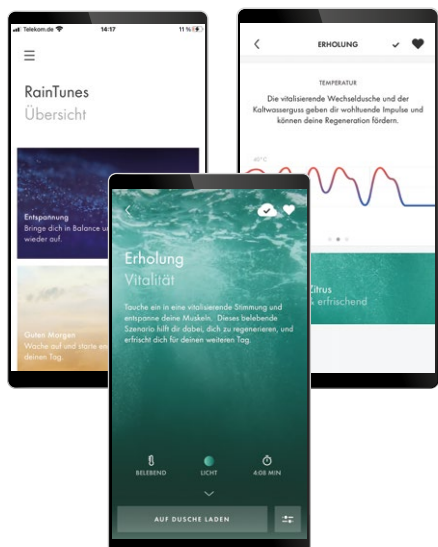 Telekom.de
14:17
11 %
RainTunes
Übersicht
Entspannung
Bringe dich in Balance
wieder auf.
Guten Morgen
Wache auf und starte
deinen Tag.
ERHOLUNG
TEMPERATUR
Die vitalisierende Wechseldusche und der
Kaltwasserguss geben dir wohltuende Impulse und
können deine Regeneration fördern.
40°C
Zitrus
& erfrischend
Erholung
Vitalität
Tauche ein in eine vitalisierende Stimmung und
entspanne deine Muskeln. Dieses belebende
Szenario hilft dir dabei, dich zu regenerieren, und
erfrischt dich für deinen weiteren Tag.
BELEBEND
LICHT
4:08 MIN
AUF DUSCHE LADEN